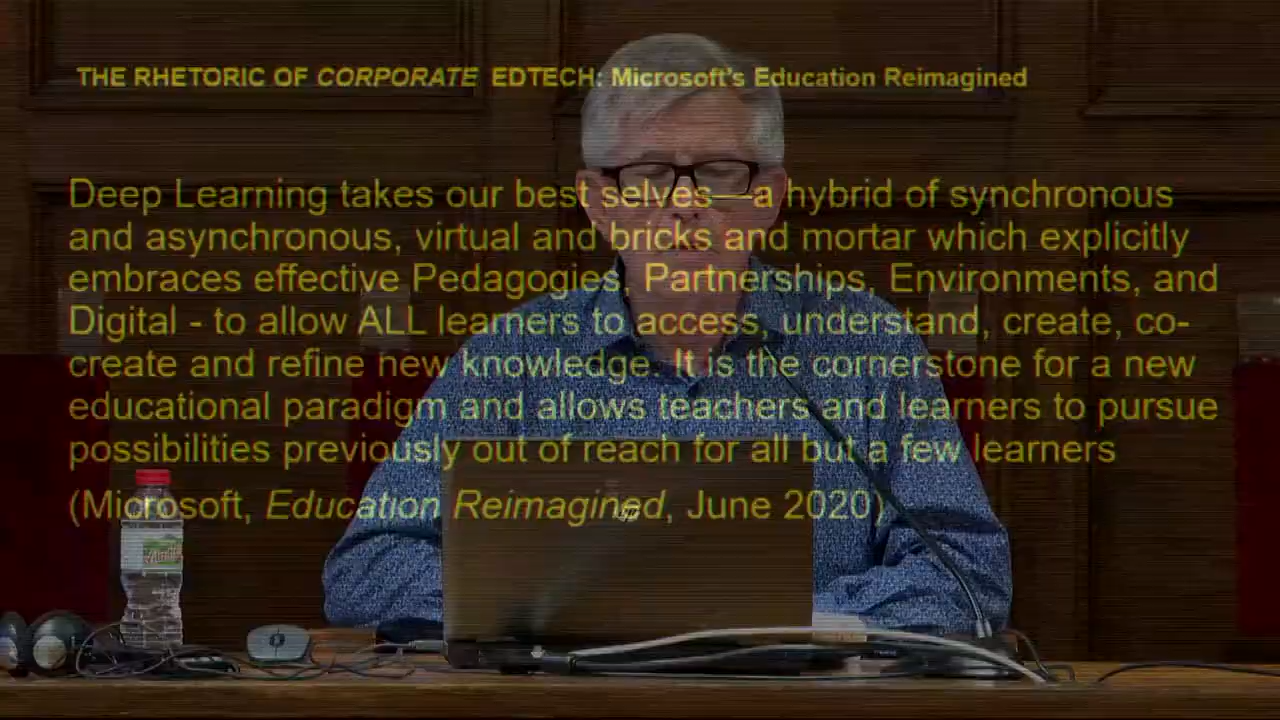 THE RHETORIC OF CORPORATE EDTECH: Microsoft's Education Reimagined
Deep Learning takes our best selves—a hybrid of synchronous
and asynchronous, virtual and bricks and mortar which explicitly
embraces effective Pedagogies, Partnerships, Environments, and
Digital - to allow ALL learners to access, understand, create, co-
create and refine new knowledge. It is the cornerstone for a new
educational paradigm and allows teachers and learners to pursue
possibilities previously out of reach for all but a few learners
(Microsoft, Education Reimagined, June 2020)
hp